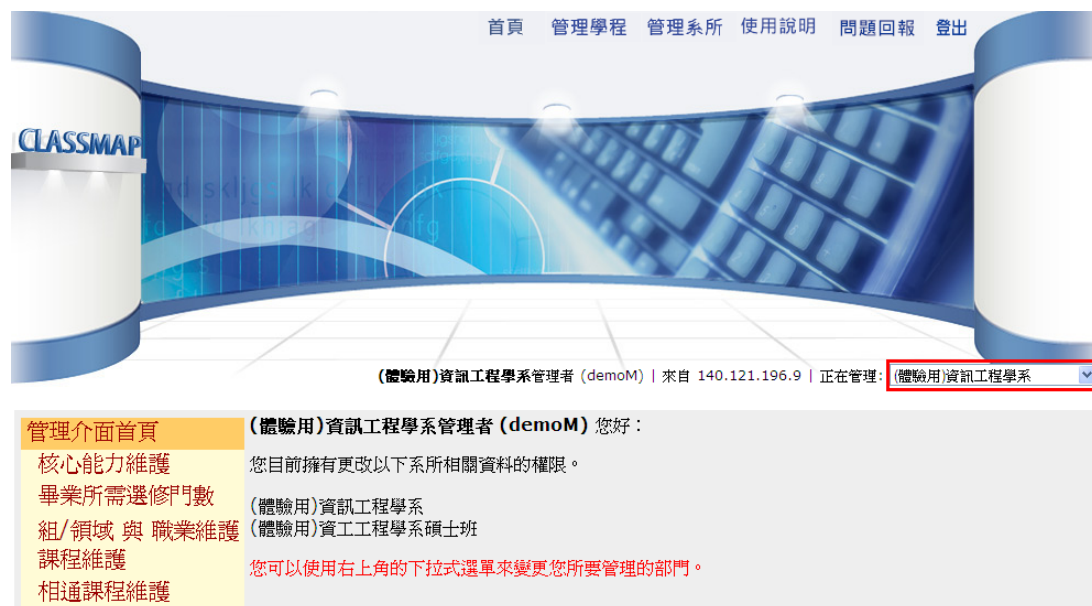 首頁 管理學程 管理系所 使用說明 問題回報 登出
CLASSMAP
(體驗用)資訊工程學系管理者 (demoM) | 來自 140.121.196.9 | 正在管理: (體驗用)資訊工程學系
管理介面首頁
核心能力維護
畢業所需選修門數
組/領域 與 職業維護
課程維護
相通課程維護
(體驗用)資訊工程學系管理者 (demoM) 您好：
您目前擁有更改以下系所相關資料的權限。
(體驗用)資訊工程學系
(體驗用)資工工程學系碩士班
您可以使用右上角的下拉式選單來變更您所要管理的部門。